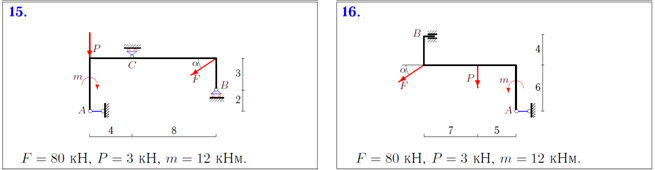 15.
P
C
α
F
m
3
B
2
A
4
8
F = 80 кН, P = 3 кН, m = 12 кНм.
16.
B
4
α
F
P
m
6
A
7
5
F = 80 кН, P = 3 кН, m = 12 кНм.